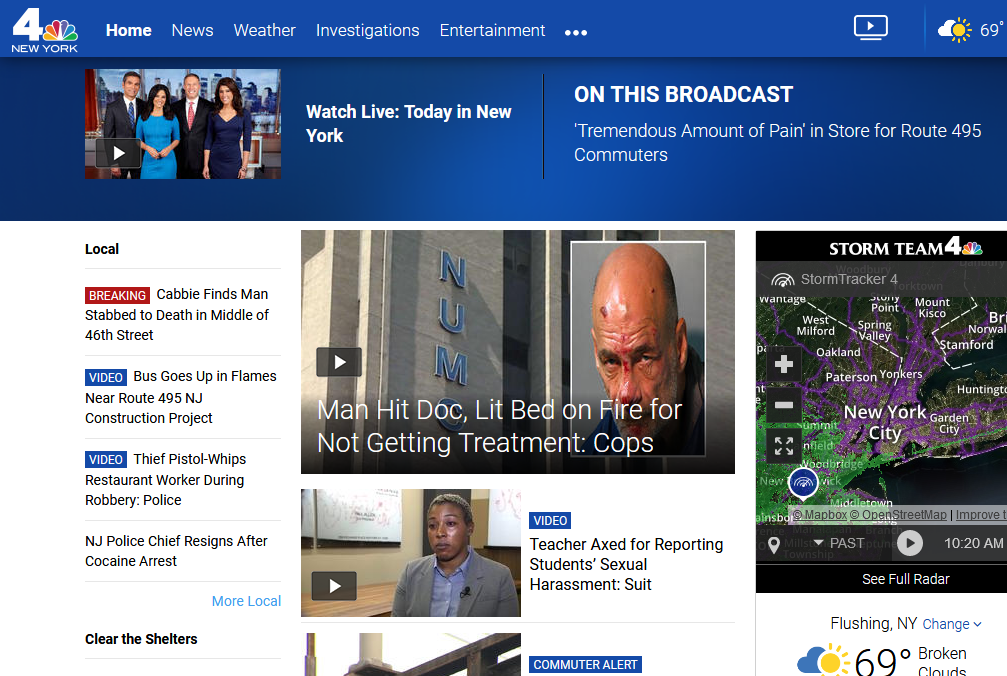 4
NEW YORK
Home News Weather Investigations Entertainment
69°
Watch Live: Today in New
York
ON THIS BROADCAST
'Tremendous Amount of Pain' in Store for Route 495
Commuters
Local
BREAKING Cabbie Finds Man
Stabbed to Death in Middle of
46th Street
VIDEO Bus Goes Up in Flames
Near Route 495 NJ
Construction Project
VIDEO Thief Pistol-Whips
Restaurant Worker During
Robbery: Police
NJ Police Chief Resigns After
Cocaine Arrest
More Local
Clear the Shelters
NUMC
Man Hit Doc, Lit Bed on Fire for
Not Getting Treatment: Cops
VIDEO
Teacher Axed for Reporting
Students' Sexual
Harassment: Suit
COMMUTER ALERT
STORM TEAM 4
Woodbury
StormTracker 4
Yorktown
Wantage
Stony
Point
Mount
Kisco
West
Milford
Spring
Valley
Stamford
Oakland
Paterson
Yonkers
New York
City
Garden
City
Woodbridge
Middletown
© Mapbox © OpenStreetMap | Improve t
PAST
10:20 AM
See Full Radar
Flushing, NY Change
69° Broken
Clouds